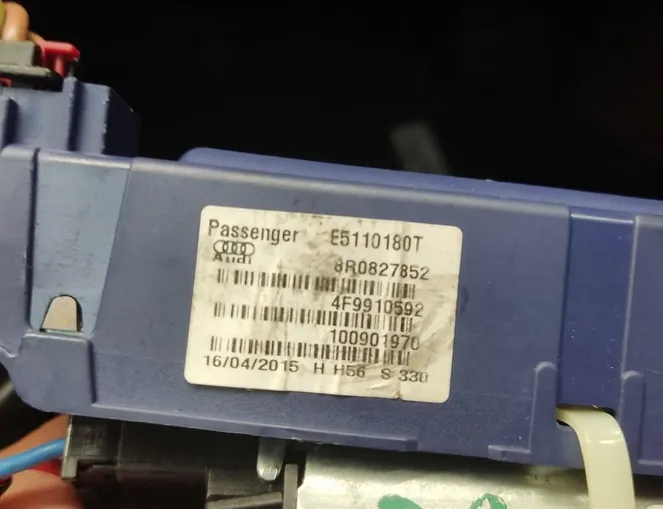 Passenger E5110180T
Audi 8R0827852
4F9910592
100901970
16/04/2015 H H56 S 330